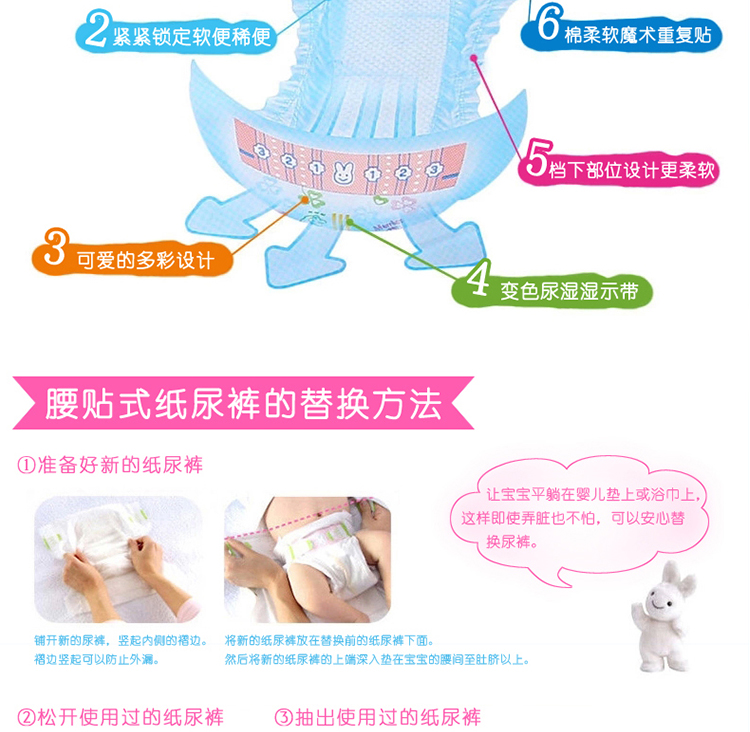 2 紧紧锁定软便稀便
6 棉柔软魔术重复贴
5 档下部位设计更柔软
3 2 1 1 2 3
3 可爱的多彩设计
4 变色尿湿湿示带
腰贴式纸尿裤的替换方法
①准备好新的纸尿裤
让宝宝平躺在婴儿垫上或浴巾上,
这样即使弄脏也不怕，可以安心替
换尿裤。
铺开新的尿裤，竖起内侧的褶边。
褶边竖起可以防止外漏。
将新的纸尿裤放在替换前的纸尿裤下面。
然后将新的纸尿裤的上端深入垫在宝宝的腰间至肚脐以上。
②松开使用过的纸尿裤
③抽出使用过的纸尿裤